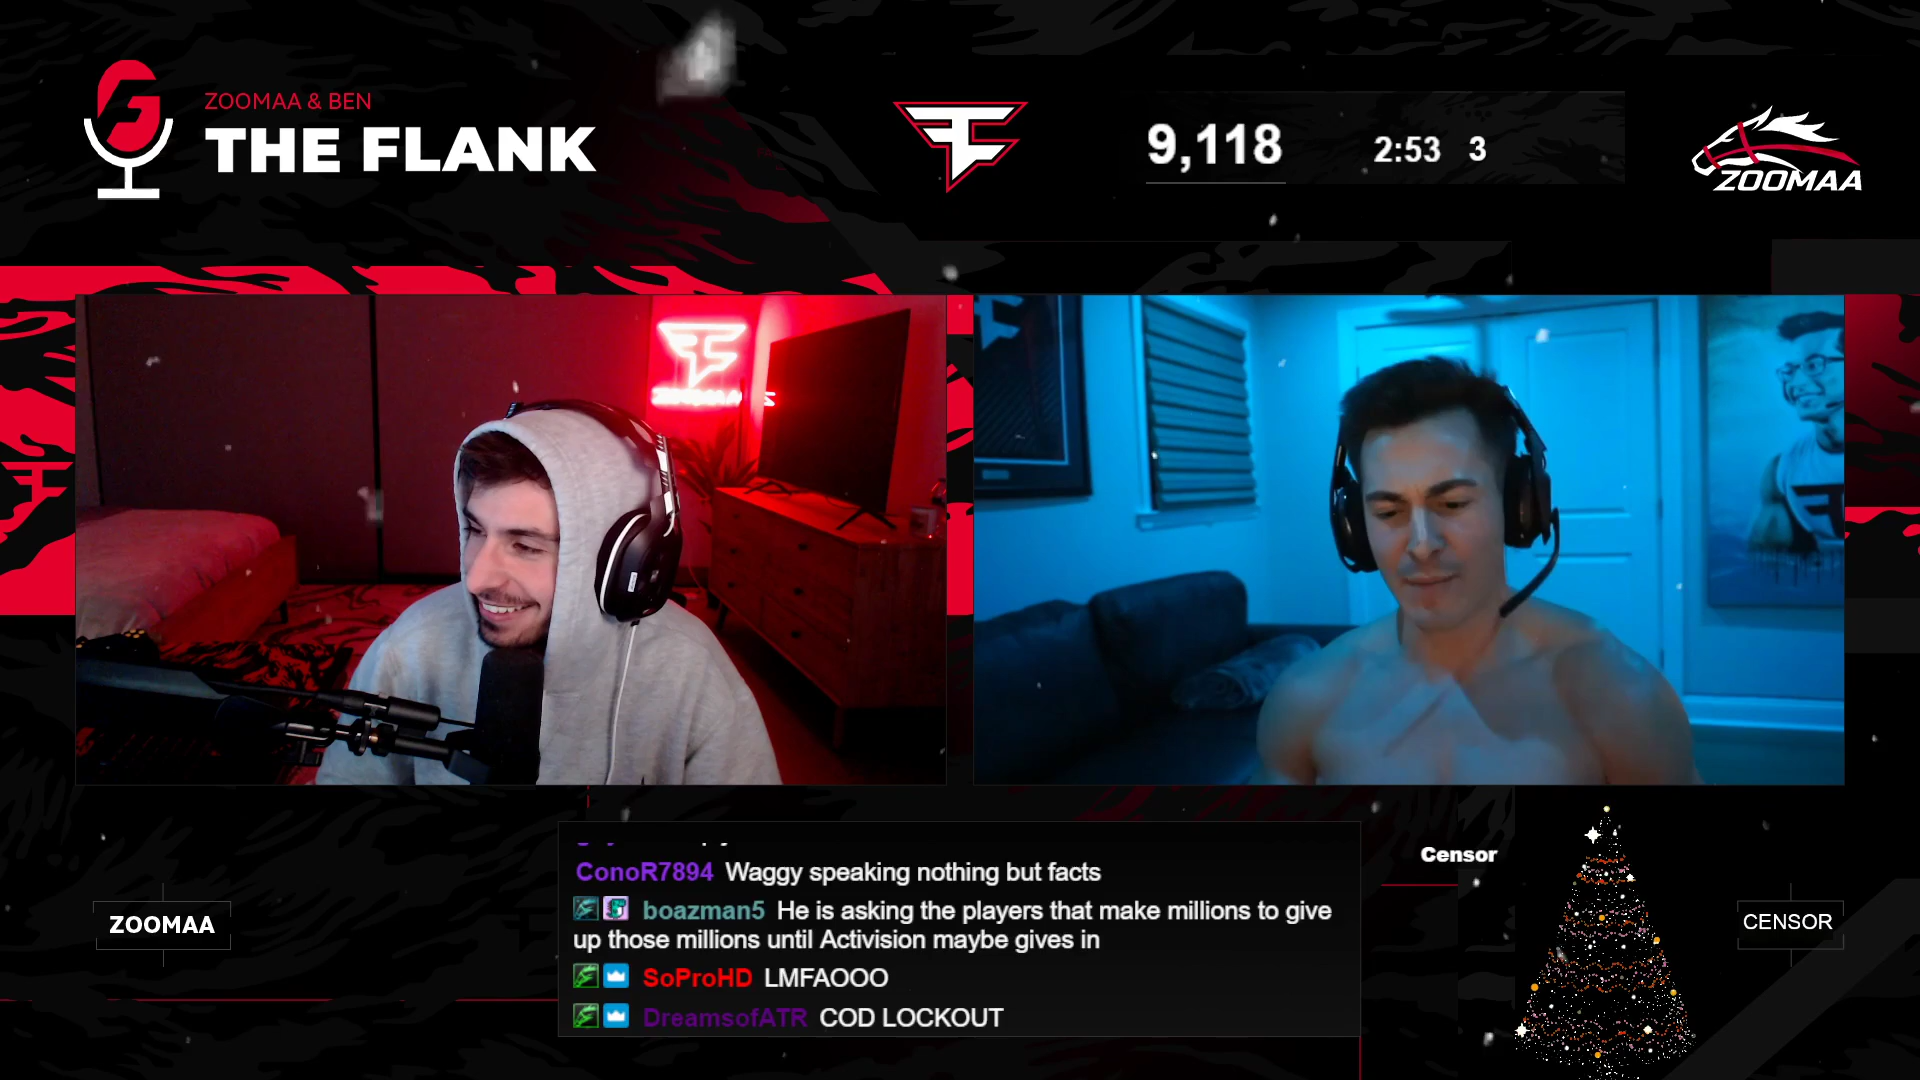 ZOOMAA & BEN
THE FLANK
9,118
2:53 3
ZOOMAA
ZOOMAA
ConoR7894 Waggy speaking nothing but facts
boazman5 He is asking the players that make millions to give
up those millions until Activision maybe gives in
SoProHD LMFAOOO
DreamsofATR COD LOCKOUT
Censor
ZOOMAA
CENSOR